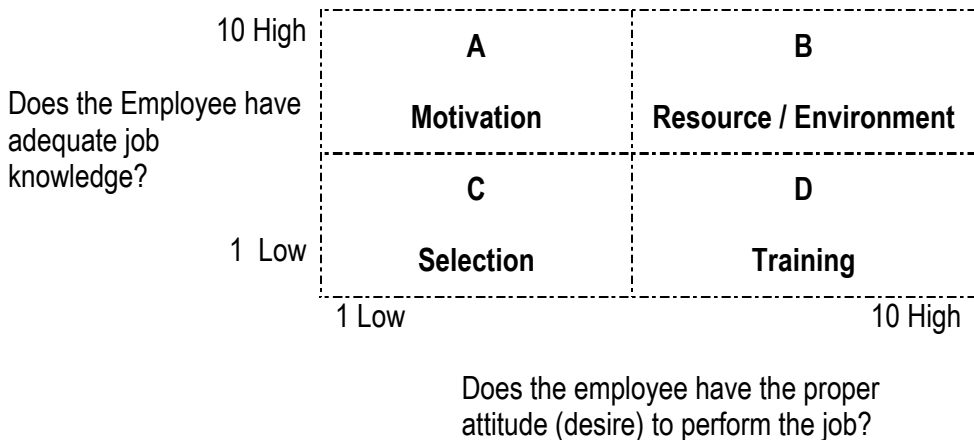 10 High
A
B
Does the Employee have
adequate job
knowledge?
Motivation
Resource / Environment
C
D
1 Low
Selection
Training
1 Low
10 High
Does the employee have the proper
attitude (desire) to perform the job?